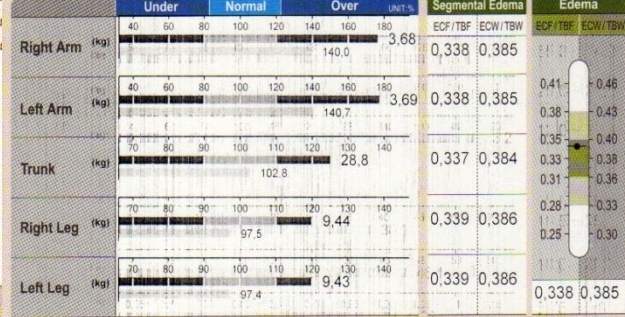 Under Normal Over UNIT:% Segmental Edema Edema
ECF/TBF ECW/TBW ECF/TBF ECW/TBW
40 60 80 100 120 140 160 180
Right Arm (kg) 3,68 0,338 0,385
140,0
40 60 80 100 120 140 160 180
Left Arm (kg) 3,69 0,338 0,385
140,7
70 80 90 100 110 120 130 140
Trunk (kg) 28,8 0,337 0,384
102,8
70 80 90 100 110 120 130 140
Right Leg (kg) 9,44 0,339 0,386
97,5
70 80 90 100 110 120 130 140
Left Leg (kg) 9,43 0,339 0,386
97,4
0,41 0.46
0,38 0.43
0.35 0.40
0.33 0.38
0.31 0.36
0.28 0.33
0.25 0.30
0,338 0,385